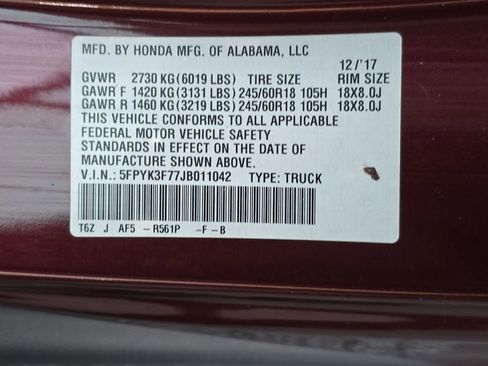 MFD. BY HONDA MFG. OF ALABAMA, LLC
12/'17
GVWR 2730 KG(6019 LBS) TIRE SIZE RIM SIZE
GAWR F 1420 KG(3131 LBS)245/60R18 105H 18X8.0J
GAWR R 1460 KG(3219 LBS)245/60R18 105H 18X8.0J
THIS VEHICLE CONFORMS TO ALL APPLICABLE
FEDERAL MOTOR VEHICLE SAFETY
STANDARDS IN EFFECT ON THE DATE OF
MANUFACTURE SHOWN ABOVE.
V.I.N.: 5FPYK3F77JB011042 TYPE: TRUCK
T6Z J AF5 -R561P -F-B